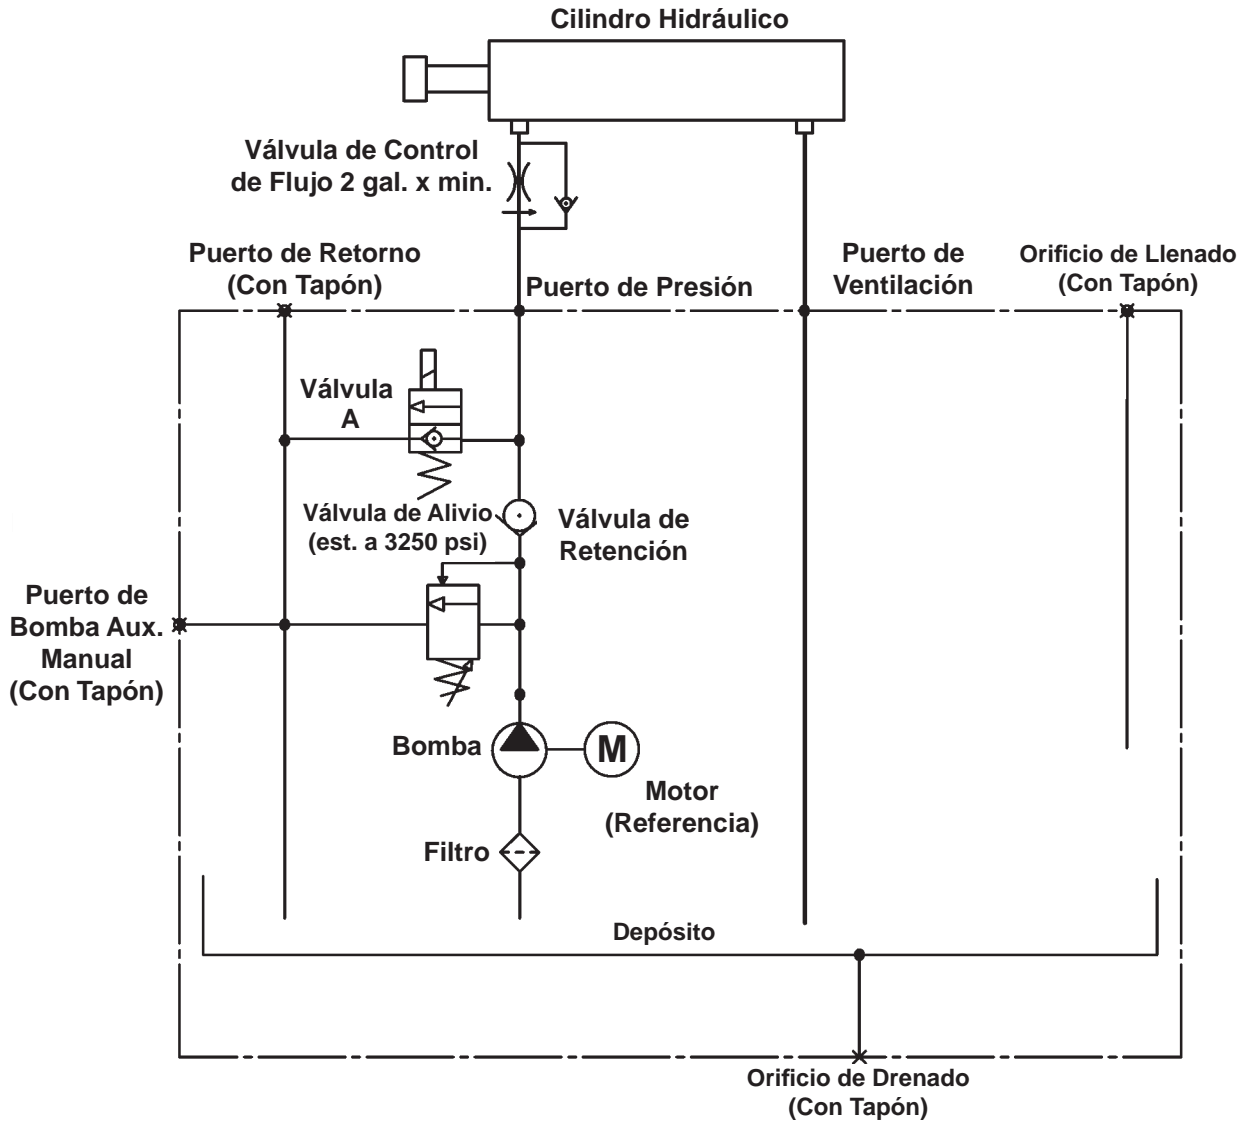 Cilindro Hidráulico
Válvula de Control
de Flujo 2 gal. x min.
Puerto de Retorno
(Con Tapón)
Puerto de Presión
Puerto de
Ventilación
Orificio de Llenado
(Con Tapón)
Válvula
A
Válvula de Alivio
(est. a 3250 psi)
Válvula de
Retención
Puerto de
Bomba Aux.
Manual
(Con Tapón)
Bomba
M
Motor
(Referencia)
Filtro
Depósito
Orificio de Drenado
(Con Tapón)